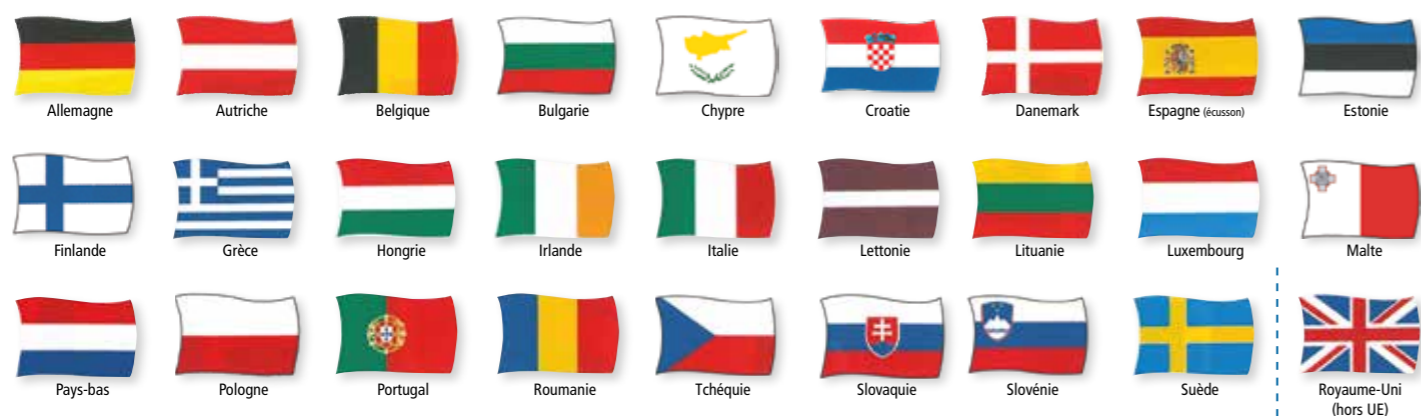 Allemagne
Autriche
Belgique
Bulgarie
Chypre
Croatie
Danemark
Espagne (écusson)
Estonie
Finlande
Grèce
Hongrie
Irlande
Italie
Lettonie
Lituanie
Luxembourg
Malte
Pays-bas
Pologne
Portugal
Roumanie
Tchéquie
Slovaquie
Slovénie
Suède
Royaume-Uni
(hors UE)